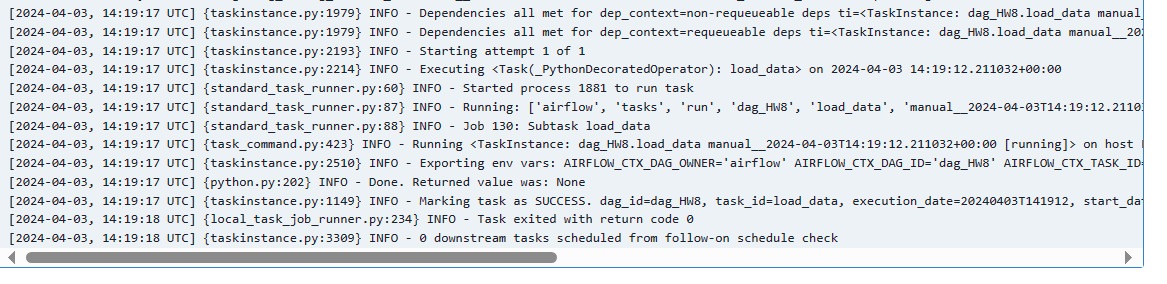 [2024-04-03, 14:19:17 UTC] {taskinstance.py:1979} INFO - Dependencies all met for dep_context=non-requeueable deps ti=<TaskInstance: dag_HW8.load_data manual_
[2024-04-03, 14:19:17 UTC] {taskinstance.py:1979} INFO - Dependencies all met for dep_context=requeueable deps ti=<TaskInstance: dag_HW8.load_data manual__202
[2024-04-03, 14:19:17 UTC] {taskinstance.py:2193} INFO - Starting attempt 1 of 1
[2024-04-03, 14:19:17 UTC] {taskinstance.py:2214} INFO - Executing <Task(_PythonDecoratedOperator): load_data> on 2024-04-03 14:19:12.211032+00:00
[2024-04-03, 14:19:17 UTC] {standard_task_runner.py:60} INFO - Started process 1881 to run task
[2024-04-03, 14:19:17 UTC] {standard_task_runner.py:87} INFO - Running: ['airflow', 'tasks', 'run', 'dag_HW8', 'load_data', 'manual__2024-04-03T14:19:12.2110
[2024-04-03, 14:19:17 UTC] {standard_task_runner.py:88} INFO - Job 130: Subtask load_data
[2024-04-03, 14:19:17 UTC] {task_command.py:423} INFO - Running <TaskInstance: dag_HW8.load_data manual__2024-04-03T14:19:12.211032+00:00 [running]> on host
[2024-04-03, 14:19:17 UTC] {taskinstance.py:2510} INFO - Exporting env vars: AIRFLOW_CTX_DAG_OWNER='airflow' AIRFLOW_CTX_DAG_ID='dag_HW8' AIRFLOW_CTX_TASK_ID=
[2024-04-03, 14:19:17 UTC] {python.py:202} INFO - Done. Returned value was: None
[2024-04-03, 14:19:17 UTC] {taskinstance.py:1149} INFO - Marking task as SUCCESS. dag_id=dag_HW8, task_id=load_data, execution_date=20240403T141912, start_dat
[2024-04-03, 14:19:18 UTC] {local_task_job_runner.py:234} INFO - Task exited with return code 0
[2024-04-03, 14:19:18 UTC] {taskinstance.py:3309} INFO - 0 downstream tasks scheduled from follow-on schedule check